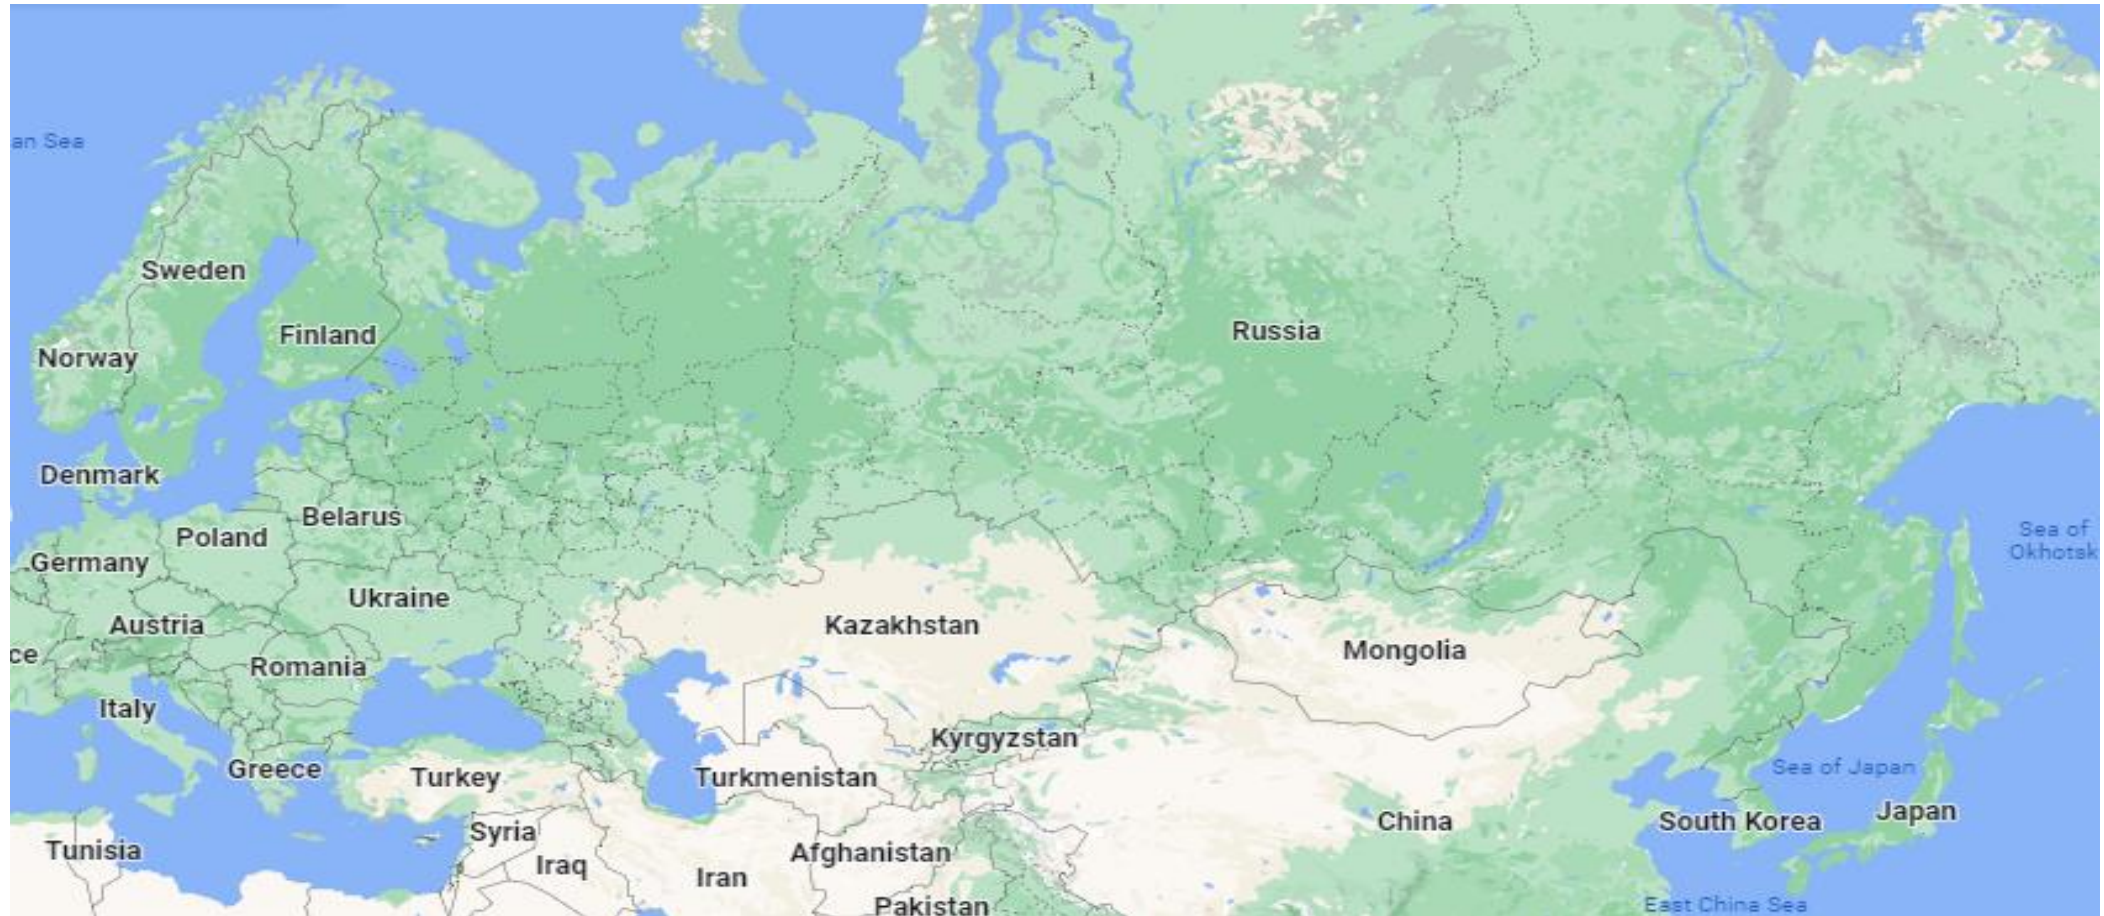 an Sea
Sweden
Finland
Russia
Norway
Denmark
Belarus
Poland
Sea of
Okhotsk
Germany
Ukraine
Austria
Kazakhstan
Mongolia
ce
Romania
Italy
Kyrgyzstan
Greece
Turkey
Turkmenistan
Sea of Japan
China
South Korea
Japan
Syria
Tunisia
Iraq
Afghanistan
Iran
Pakistan
East China Sea